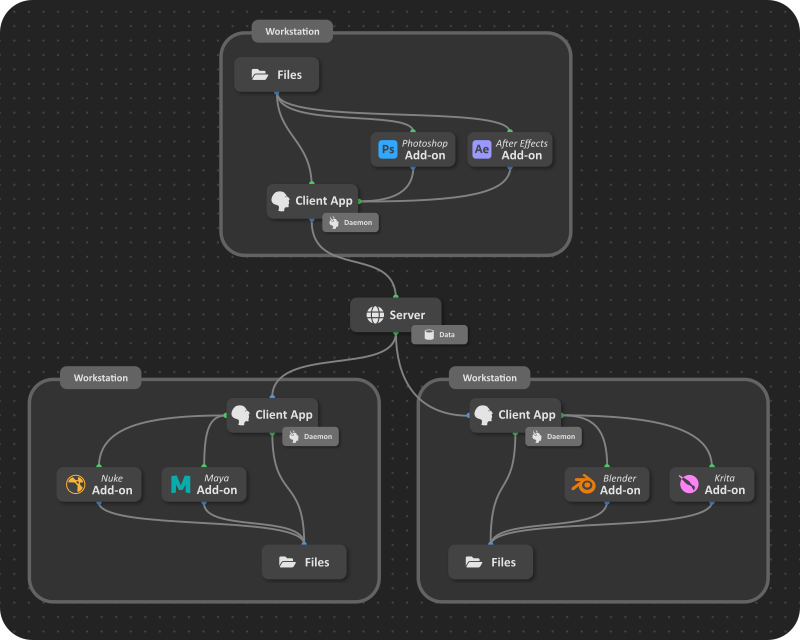 Workstation
Files
Ps
Photoshop
Add-on
Ae
After Effects
Add-on
Client App
Daemon
Server
Data
Workstation
Client App
Daemon
Nuke
Add-on
M
Maya
Add-on
Files
Workstation
Client App
Daemon
Blender
Add-on
Krita
Add-on
Files